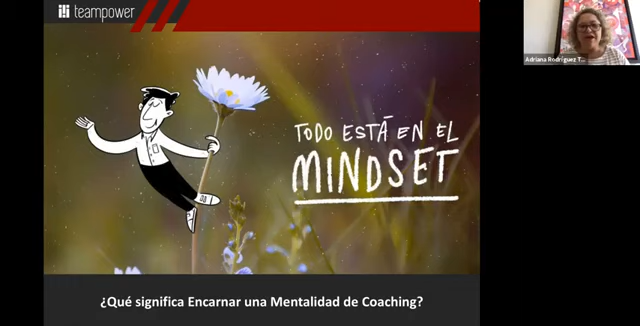 teampower
Adriana Rodríguez T...
TODO ESTÁ EN EL
MINDSET
¿Qué significa Encarnar una Mentalidad de Coaching?